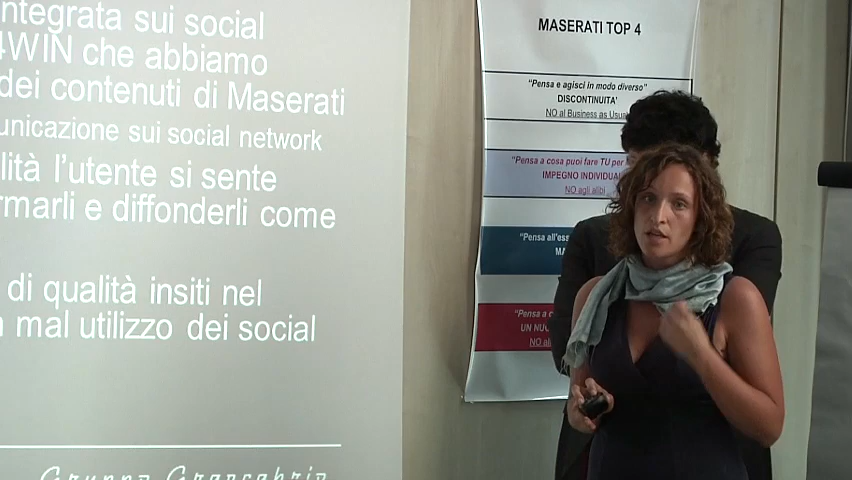 integrata sui social
4WIN che abbiamo
dei contenuti di Maserati
unicazione sui social network
lità l'utente si sente
rmarli e diffonderli come
di qualità insiti nel
mal utilizzo dei social
Gruppo Grancabrio
MASERATI TOP 4
"Pensa e agisci in modo diverso"
DISCONTINUITA'
NO al Business as Usual
"Pensa a cosa puoi fare TU per
IMPEGNO INDIVIDUAL
NO agli alibi
"Pensa all'es
MA
"Pensa a c
UN NUO
NO al